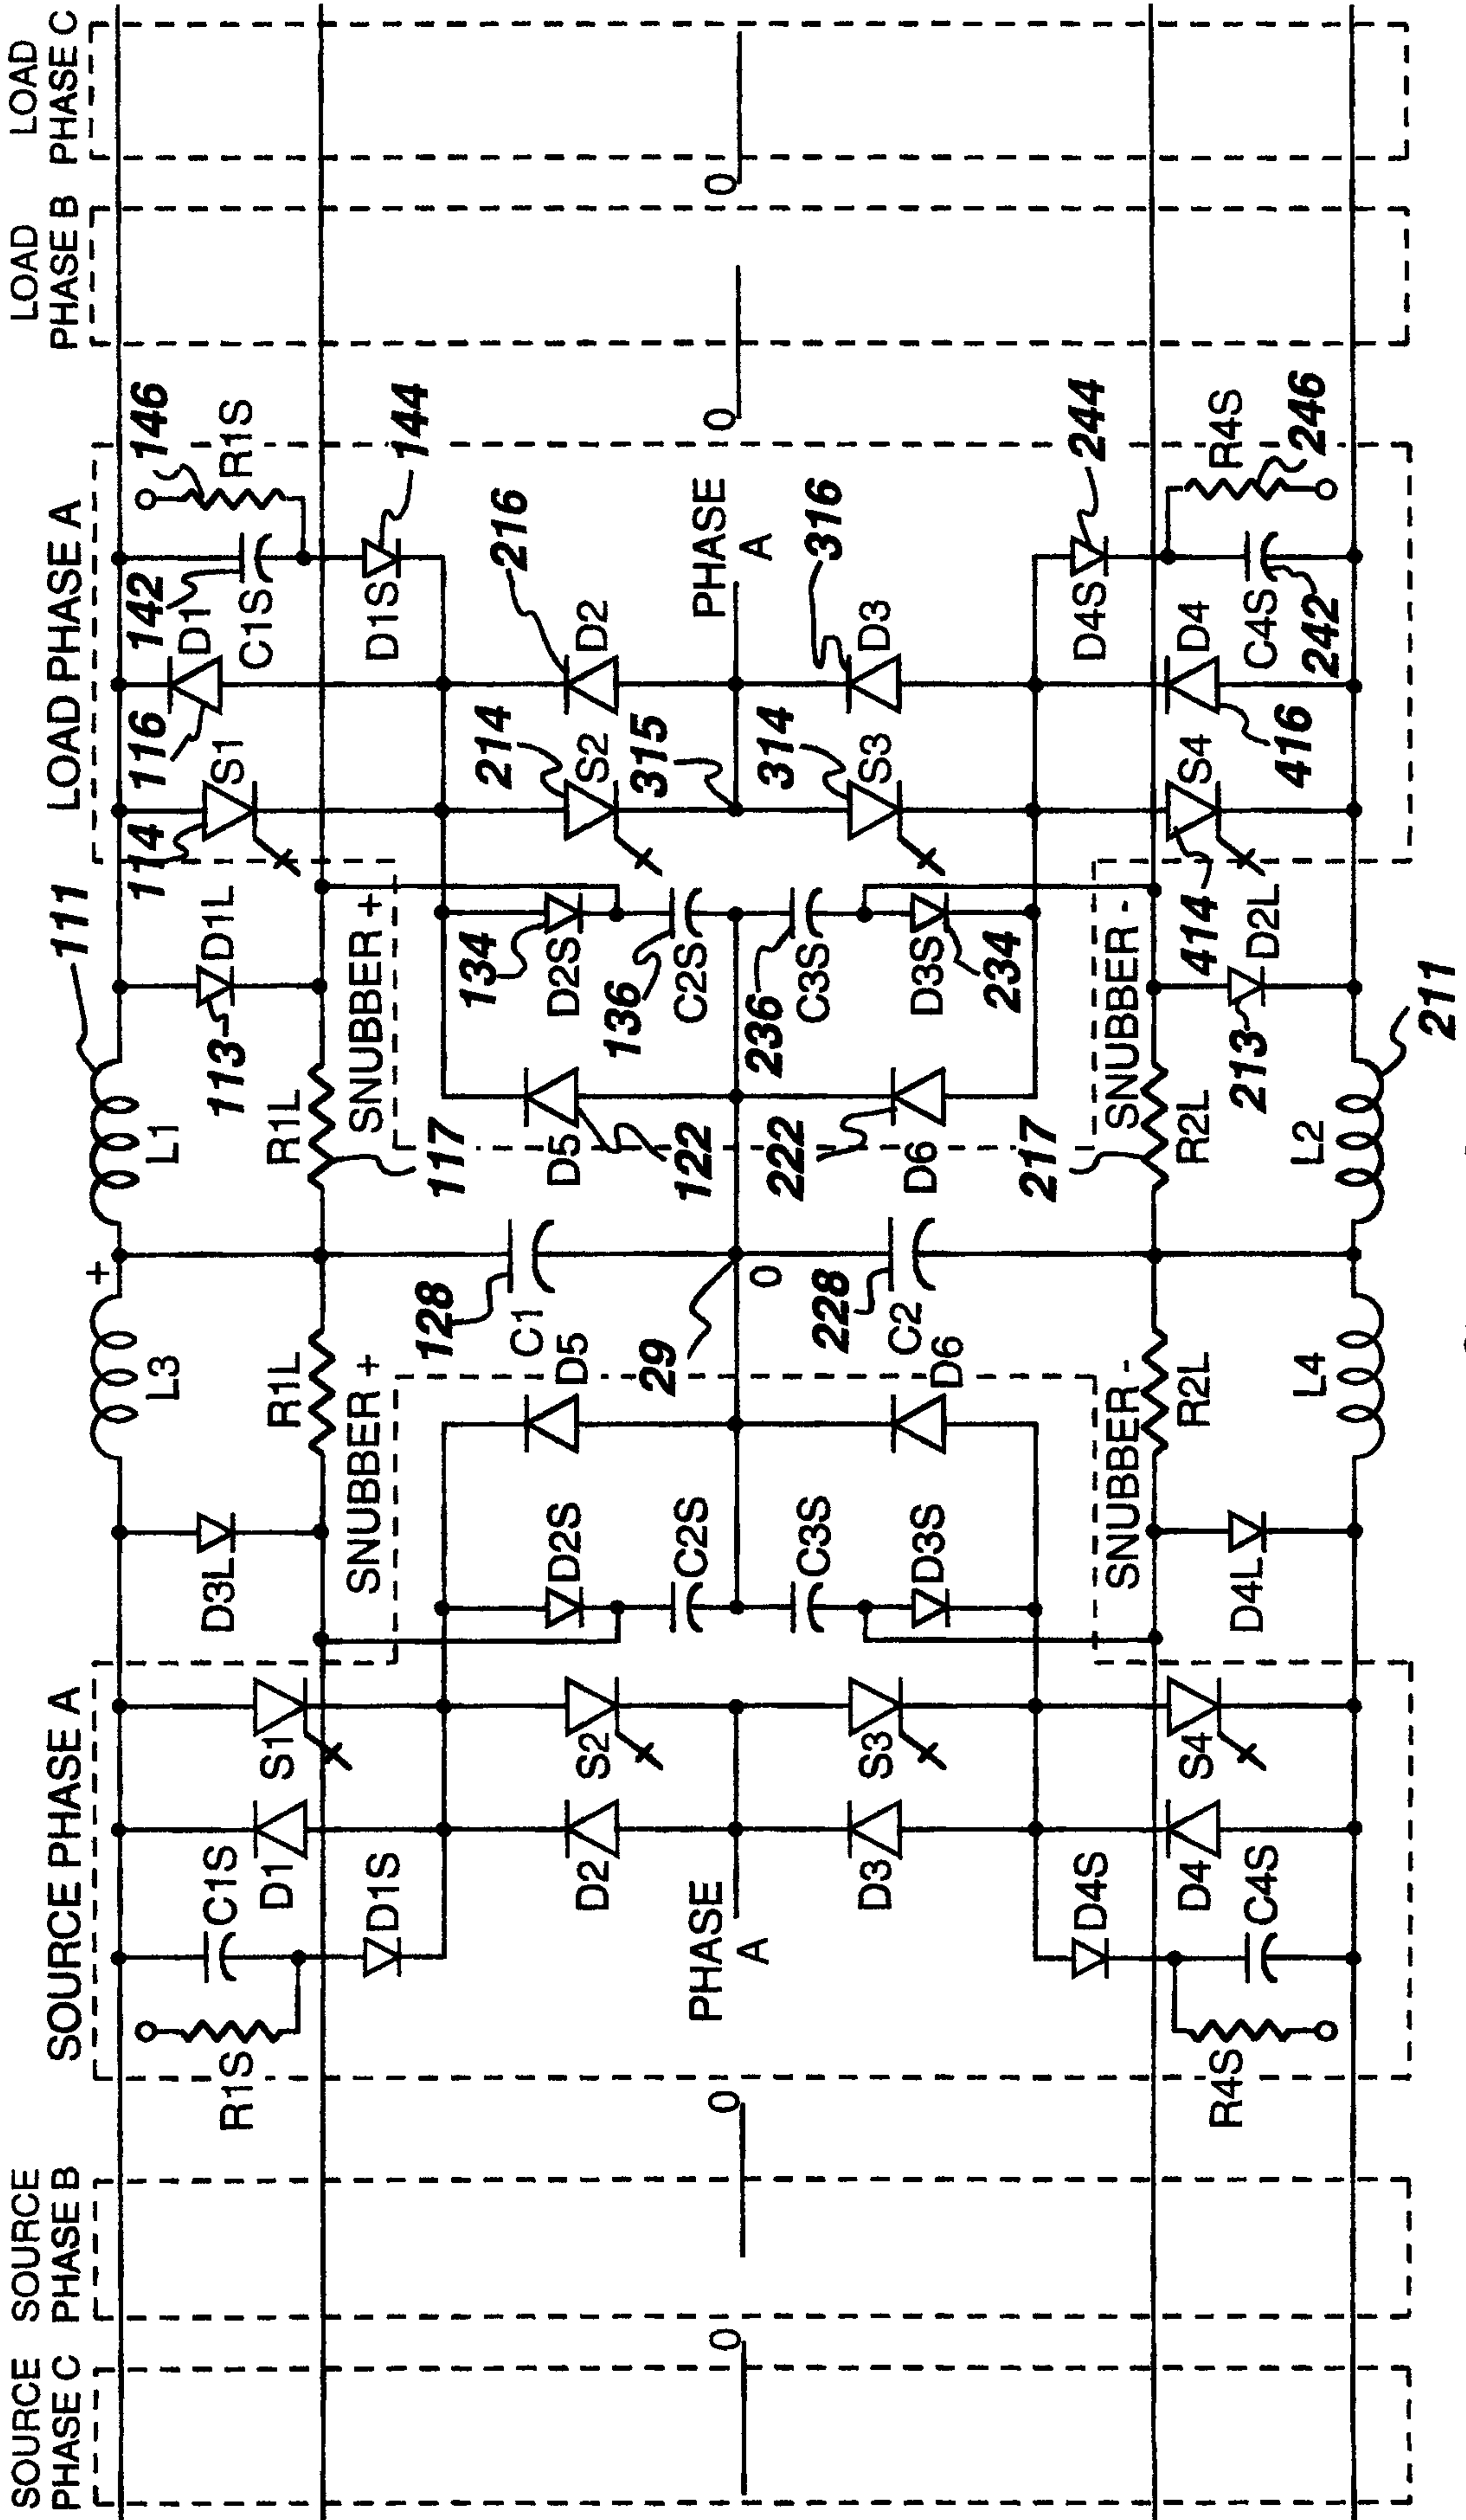 SOURCE
PHASE C
SOURCE
PHASE B
SOURCE PHASE A
LOAD PHASE A
LOAD
PHASE B
LOAD
PHASE C
0
0
R1S
C1S
D1
S1
D1S
D2
S2
PHASE
A
D3
S3
D4S
D4
S4
C4S
R4S
D3L
L3
+
R1L
SNUBBER +
D2S
D5
C2S
C3S
D3S
D6
SNUBBER -
R2L
D4L
L4
128
C1
29
0
228
C2
L1
111
R1L
117
113
D1L
SNUBBER +
D5
122
134
D2S
136
C2S
236
C3S
222
D6
D3S
234
SNUBBER -
217
R2L
213
D2L
L2
211
114
S1
116
D1
142
C1S
146
R1S
D1S
144
214
S2
216
D2
315
PHASE
A
314
S3
316
D3
D4S
244
414
S4
416
D4
C4S
242
R4S
246
0
0